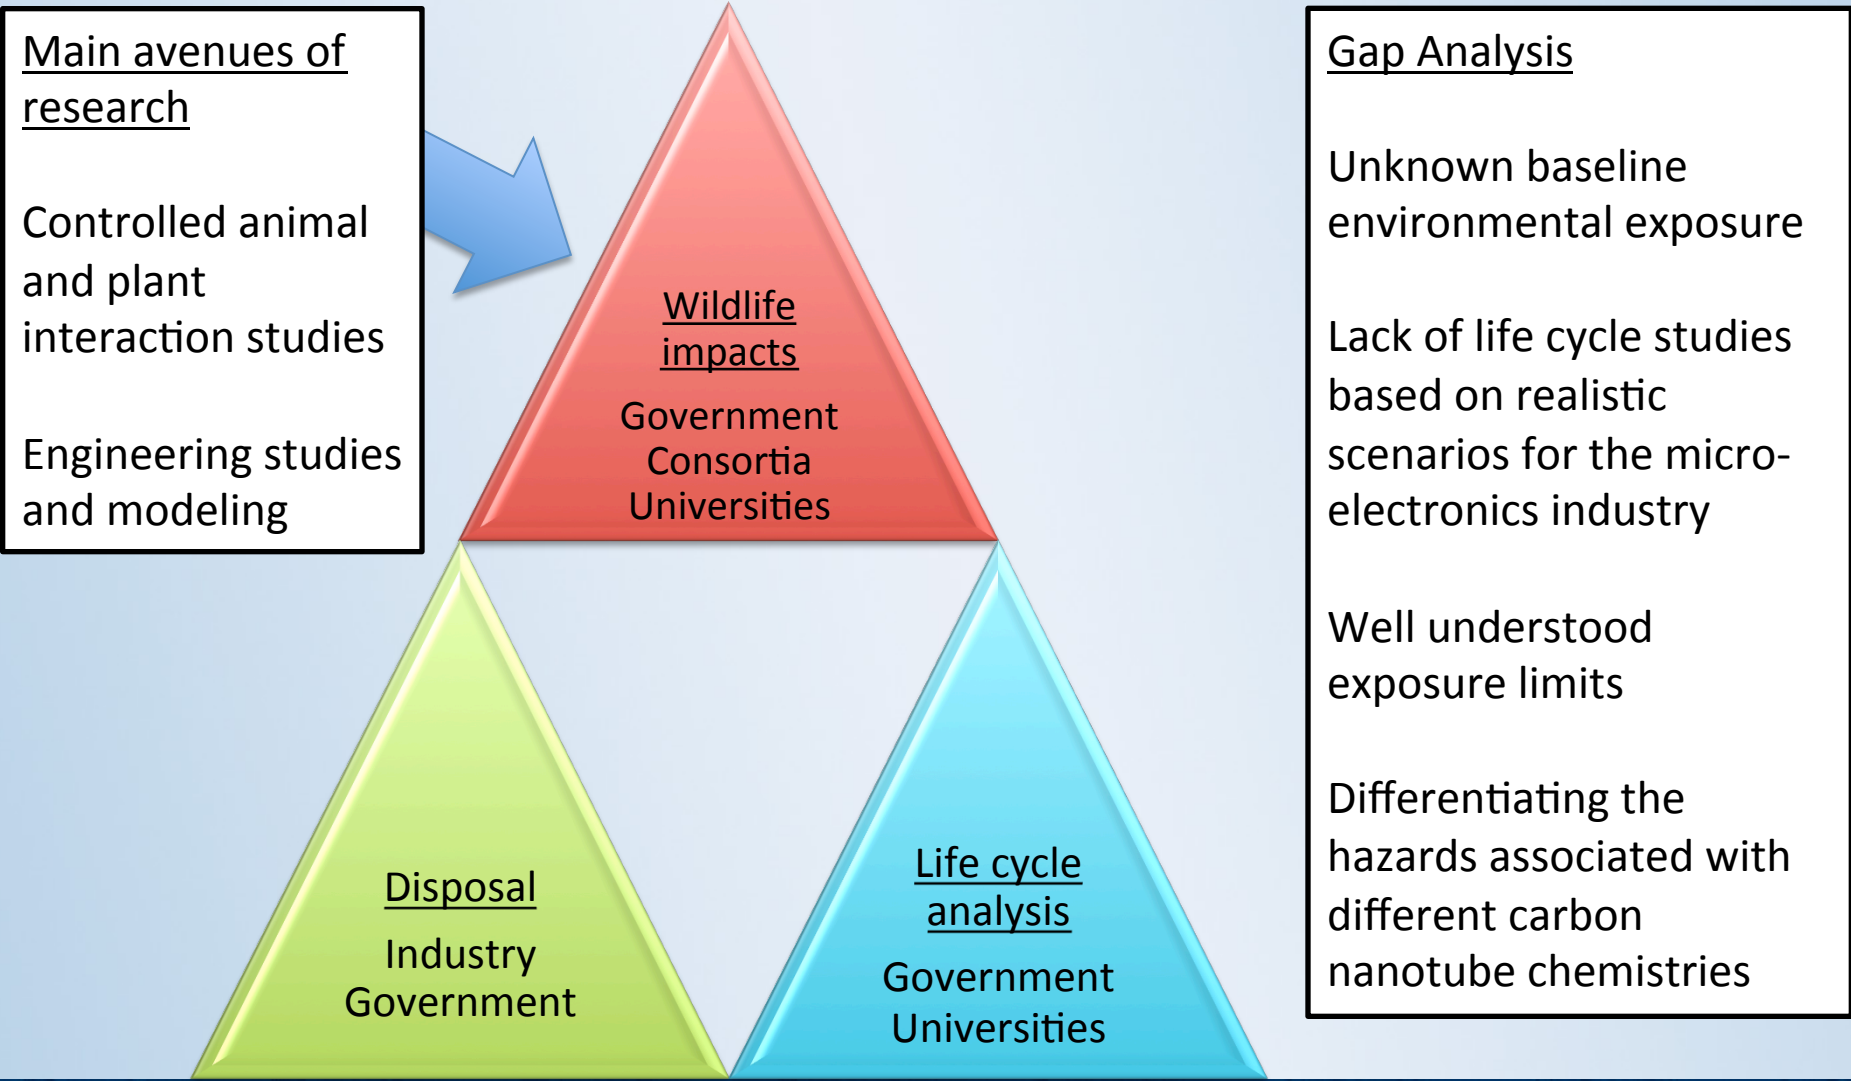 Main avenues of
research
Controlled animal
and plant
interaction studies
Engineering studies
and modeling
Wildlife
impacts
Government
Consortia
Universities
Disposal
Industry
Government
Life cycle
analysis
Government
Universities
Gap Analysis
Unknown baseline
environmental exposure
Lack of life cycle studies
based on realistic
scenarios for the micro-
electronics industry
Well understood
exposure limits
Differentiating the
hazards associated with
different carbon
nanotube chemistries